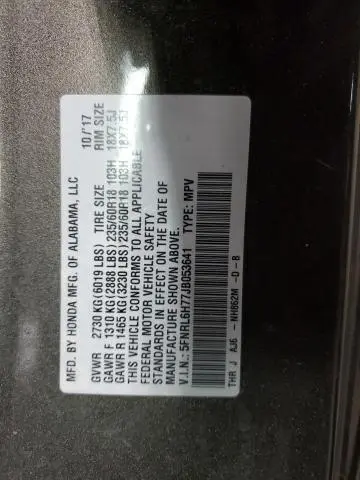 MFD. BY HONDA MFG. OF ALABAMA, LLC 10/'17
GVWR 2730 KG(6019 LBS) TIRE SIZE RIM SIZE
GAWR F 1310 KG(2888 LBS) 235/60R18 103H 18X7.5J
GAWR R 1465 KG(3230 LBS) 235/60R18 103H 18X7.5J
THIS VEHICLE CONFORMS TO ALL APPLICABLE
FEDERAL MOTOR VEHICLE SAFETY
STANDARDS IN EFFECT ON THE DATE OF
MANUFACTURE SHOWN ABOVE.
V.I.N.: 5FNRL6H77JB053641 TYPE: MPV
THR J AJ6 - NH862M -D -B